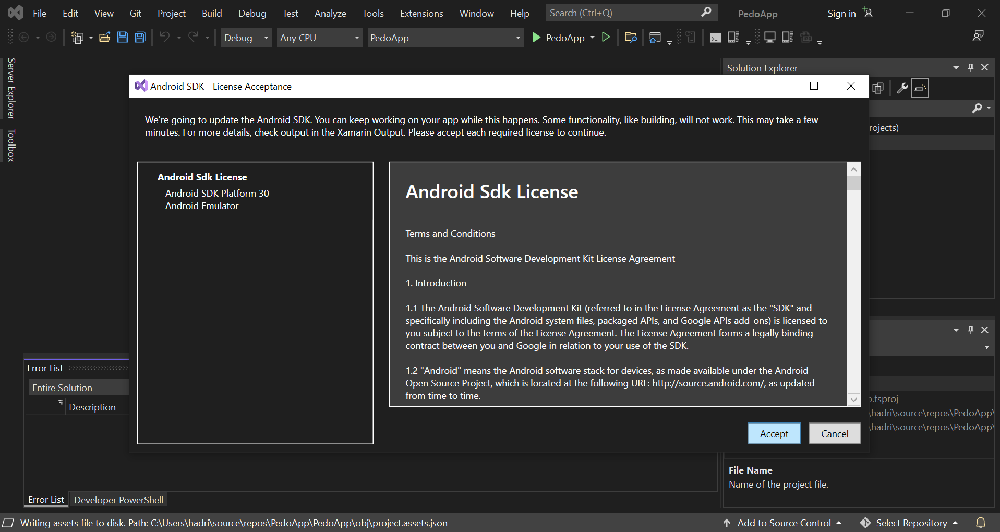 File Edit View Git Project Build Debug Test Analyze Tools Extensions Window Help Search (Ctrl+Q) PedoApp Sign in
Debug Any CPU PedoApp PedoApp
Server Explorer
Toolbox
Solution Explorer
rojects)
Android SDK - License Acceptance
We're going to update the Android SDK. You can keep working on your app while this happens. Some functionality, like building, will not work. This may take a few
minutes. For more details, check output in the Xamarin Output. Please accept each required license to continue.
Android Sdk License
Android SDK Platform 30
Android Emulator
Android Sdk License
Terms and Conditions
This is the Android Software Development Kit License Agreement
1. Introduction
1.1 The Android Software Development Kit (referred to in the License Agreement as the "SDK" and
specifically including the Android system files, packaged APIs, and Google APIs add-ons) is licensed to
you subject to the terms of the License Agreement. The License Agreement forms a legally binding
contract between you and Google in relation to your use of the SDK.
1.2 "Android" means the Android software stack for devices, as made available under the Android
Open Source Project, which is located at the following URL: http://source.android.com/, as updated
from time to time.
Accept Cancel
Error List
Entire Solution
Description
.fsproj
\hadri\source\repos\PedoApp\
\hadri\source\repos\PedoApp\
File Name
Name of the project file.
Error List Developer PowerShell
Writing assets file to disk. Path: C:\Users\hadri\source\repos\PedoApp\PedoApp\obj\project.assets.json
Add to Source Control Select Repository